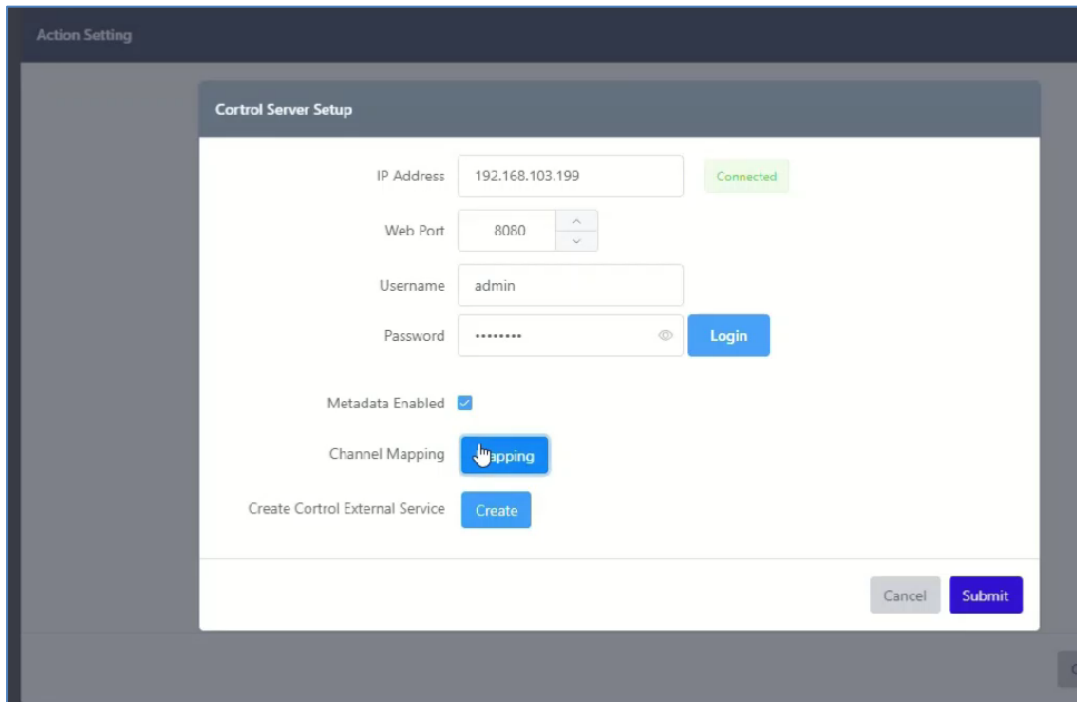 Action Setting
Cortrol Server Setup
IP Address 192.168.103.199 Connected
Web Port 8080
Username admin
Password •••••••• Login
Metadata Enabled
Channel Mapping
Create Cortrol External Service Create
Cancel Submit